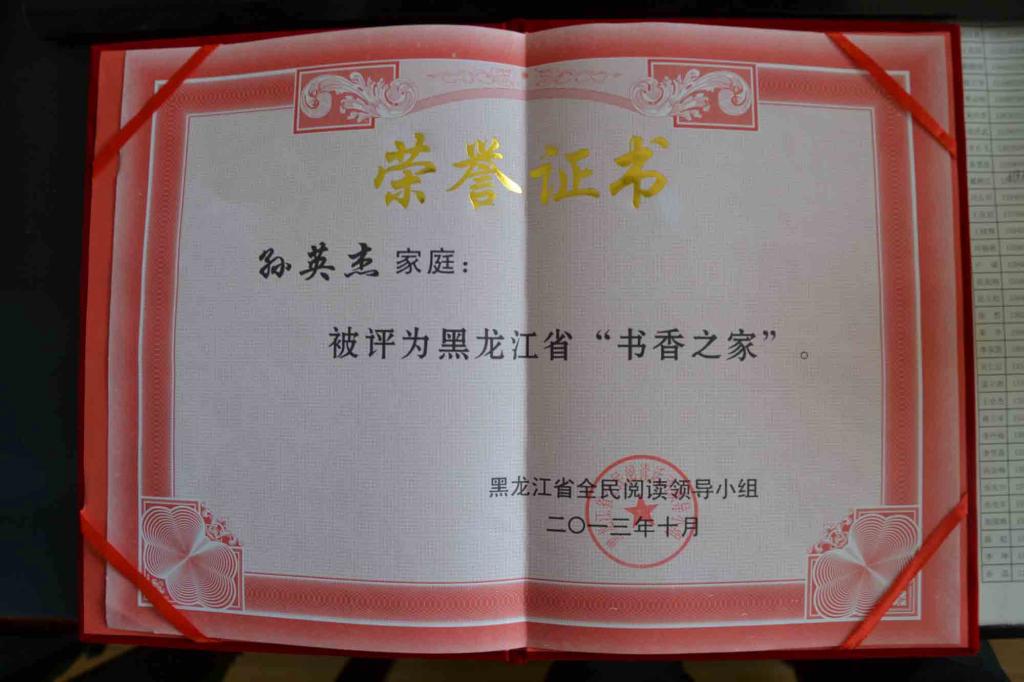 荣誉证书
孙英杰 家庭：
被评为黑龙江省“书香之家”。
黑龙江省全民阅读领导小组
二〇一三年十月